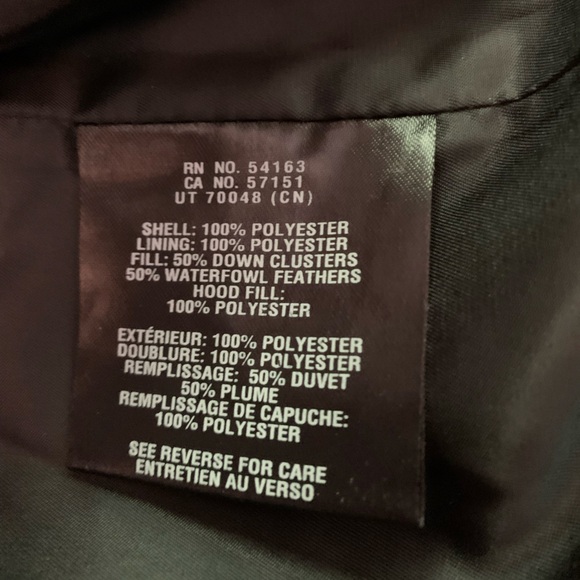 RN NO. 54163
CA NO. 57151
UT 70048 (CN)
SHELL: 100% POLYESTER
LINING: 100% POLYESTER
FILL: 50% DOWN CLUSTERS
50% WATERFOWL FEATHERS
HOOD FILL:
100% POLYESTER
EXTÉRIEUR: 100% POLYESTER
DOUBLURE: 100% POLYESTER
REMPLISSAGE: 50% DUVET
50% PLUME
REMPLISSAGE DE CAPUCHE:
100% POLYESTER
SEE REVERSE FOR CARE
ENTRETIEN AU VERSO